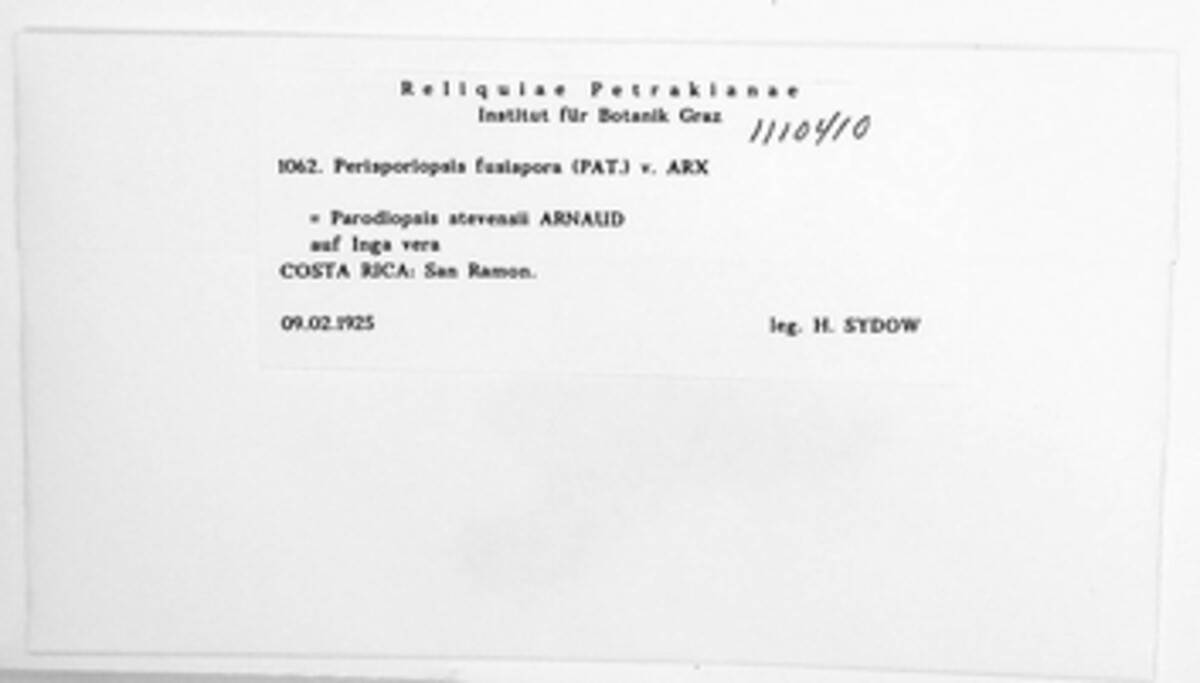 Reliquiae Petrakianae
Institut für Botanik Graz
1110410
1062. Perisporiopsis fusispora (PAT.) v. ARX
= Parodiopsis stevensii ARNAUD
auf Inga vera
COSTA RICA: San Ramon.
09.02.1925 leg. H. SYDOW